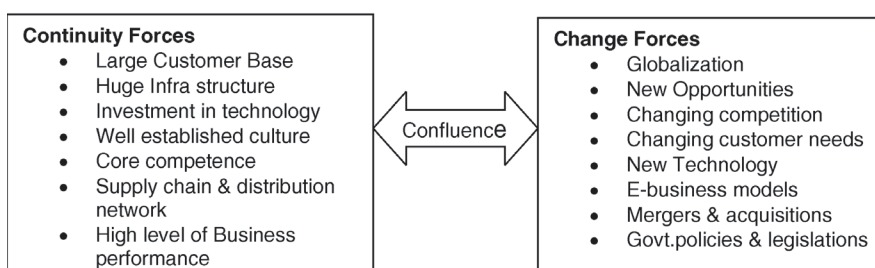 Continuity Forces
• Large Customer Base
• Huge Infra structure
• Investment in technology
• Well established culture
• Core competence
• Supply chain & distribution
network
• High level of Business
performance
Confluence
Change Forces
• Globalization
• New Opportunities
• Changing competition
• Changing customer needs
• New Technology
• E-business models
• Mergers & acquisitions
• Govt.policies & legislations